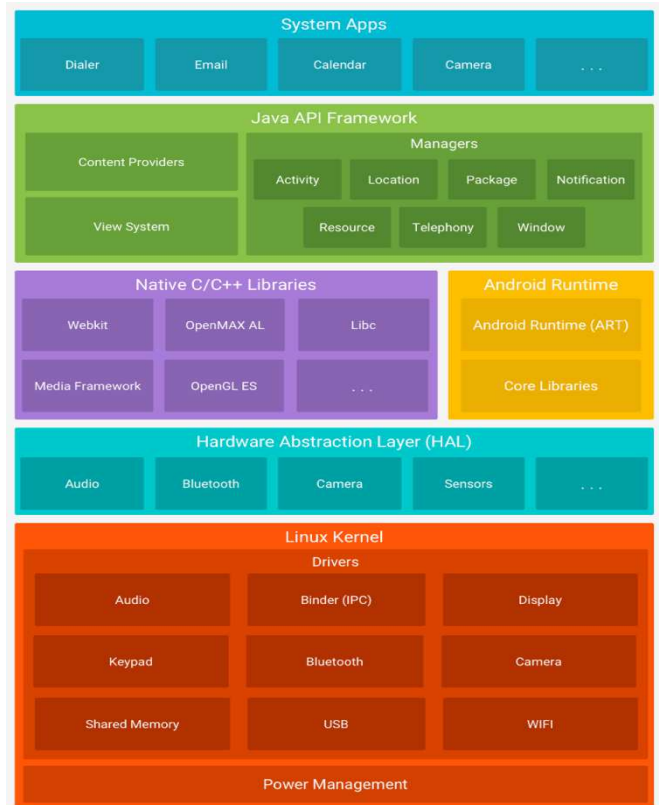 System Apps
Dialer Email Calendar Camera . . .
Java API Framework
Content Providers
View System
Managers
Activity Location Package Notification
Resource Telephony Window
Native C/C++ Libraries
Webkit OpenMAX AL Libc
Media Framework OpenGL ES . . .
Android Runtime
Android Runtime (ART)
Core Libraries
Hardware Abstraction Layer (HAL)
Audio Bluetooth Camera Sensors . . .
Linux Kernel
Drivers
Audio Binder (IPC) Display
Keypad Bluetooth Camera
Shared Memory USB WIFI
Power Management